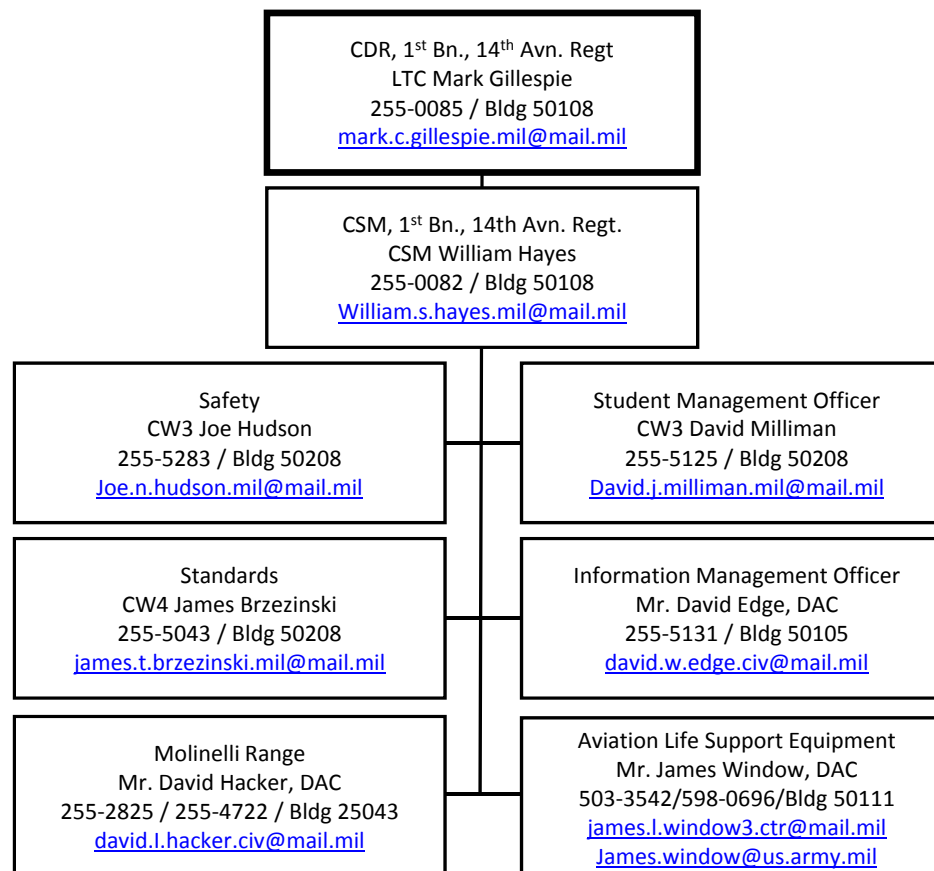 CDR, 1st Bn., 14th Avn. Regt
LTC Mark Gillespie
255-0085 / Bldg 50108
mark.c.gillespie.mil@mail.mil
CSM, 1st Bn., 14th Avn. Regt.
CSM William Hayes
255-0082 / Bldg 50108
William.s.hayes.mil@mail.mil
Safety
CW3 Joe Hudson
255-5283 / Bldg 50208
Joe.n.hudson.mil@mail.mil
Student Management Officer
CW3 David Milliman
255-5125 / Bldg 50208
David.j.milliman.mil@mail.mil
Standards
CW4 James Brzezinski
255-5043 / Bldg 50208
james.t.brzezinski.mil@mail.mil
Information Management Officer
Mr. David Edge, DAC
255-5131 / Bldg 50105
david.w.edge.civ@mail.mil
Molinelli Range
Mr. David Hacker, DAC
255-2825 / 255-4722 / Bldg 25043
david.I.hacker.civ@mail.mil
Aviation Life Support Equipment
Mr. James Window, DAC
503-3542/598-0696/Bldg 50111
james.l.window3.ctr@mail.mil
James.window@us.army.mil